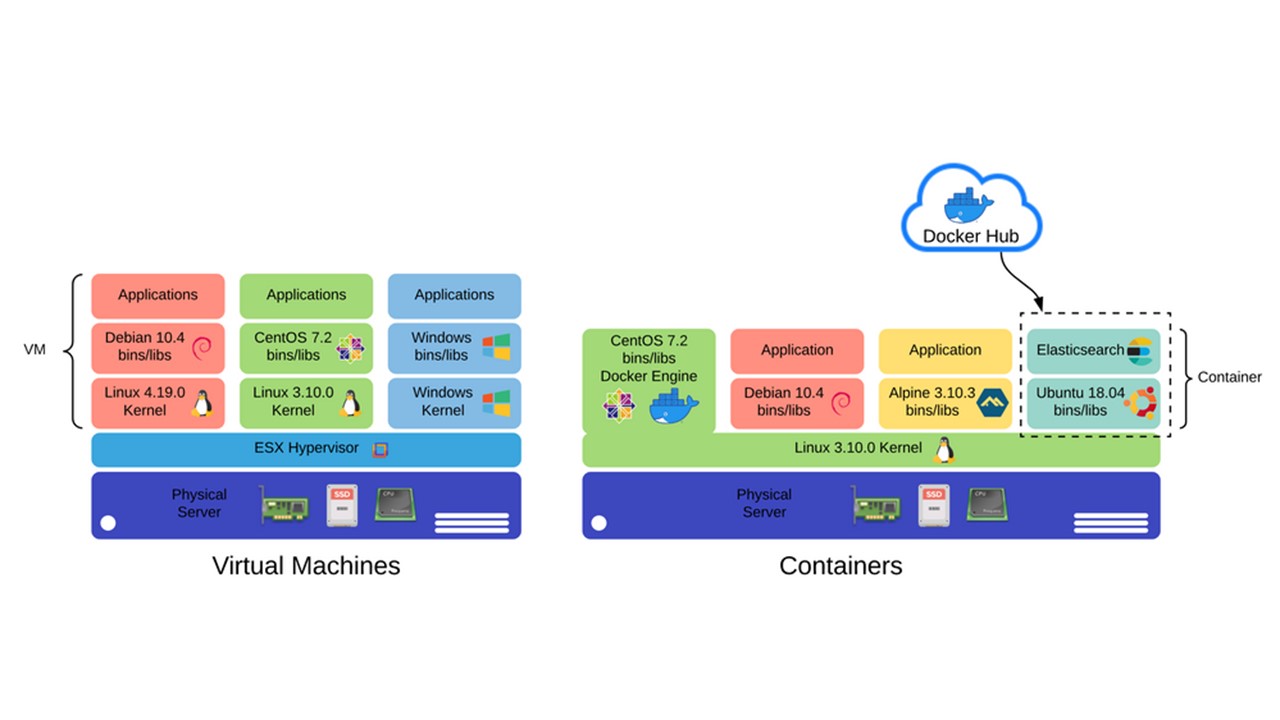 Docker Hub
Applications
Applications
Applications
VM
Debian 10.4
bins/libs
CentOS 7.2
bins/libs
Windows
bins/libs
Linux 4.19.0
Kernel
Linux 3.10.0
Kernel
Windows
Kernel
ESX Hypervisor
Physical
Server
SSD
CPU
Virtual Machines
CentOS 7.2
bins/libs
Docker Engine
Application
Application
Elasticsearch
Debian 10.4
bins/libs
Alpine 3.10.3
bins/libs
Ubuntu 18.04
bins/libs
Container
Linux 3.10.0 Kernel
Physical
Server
SSD
CPU
Containers